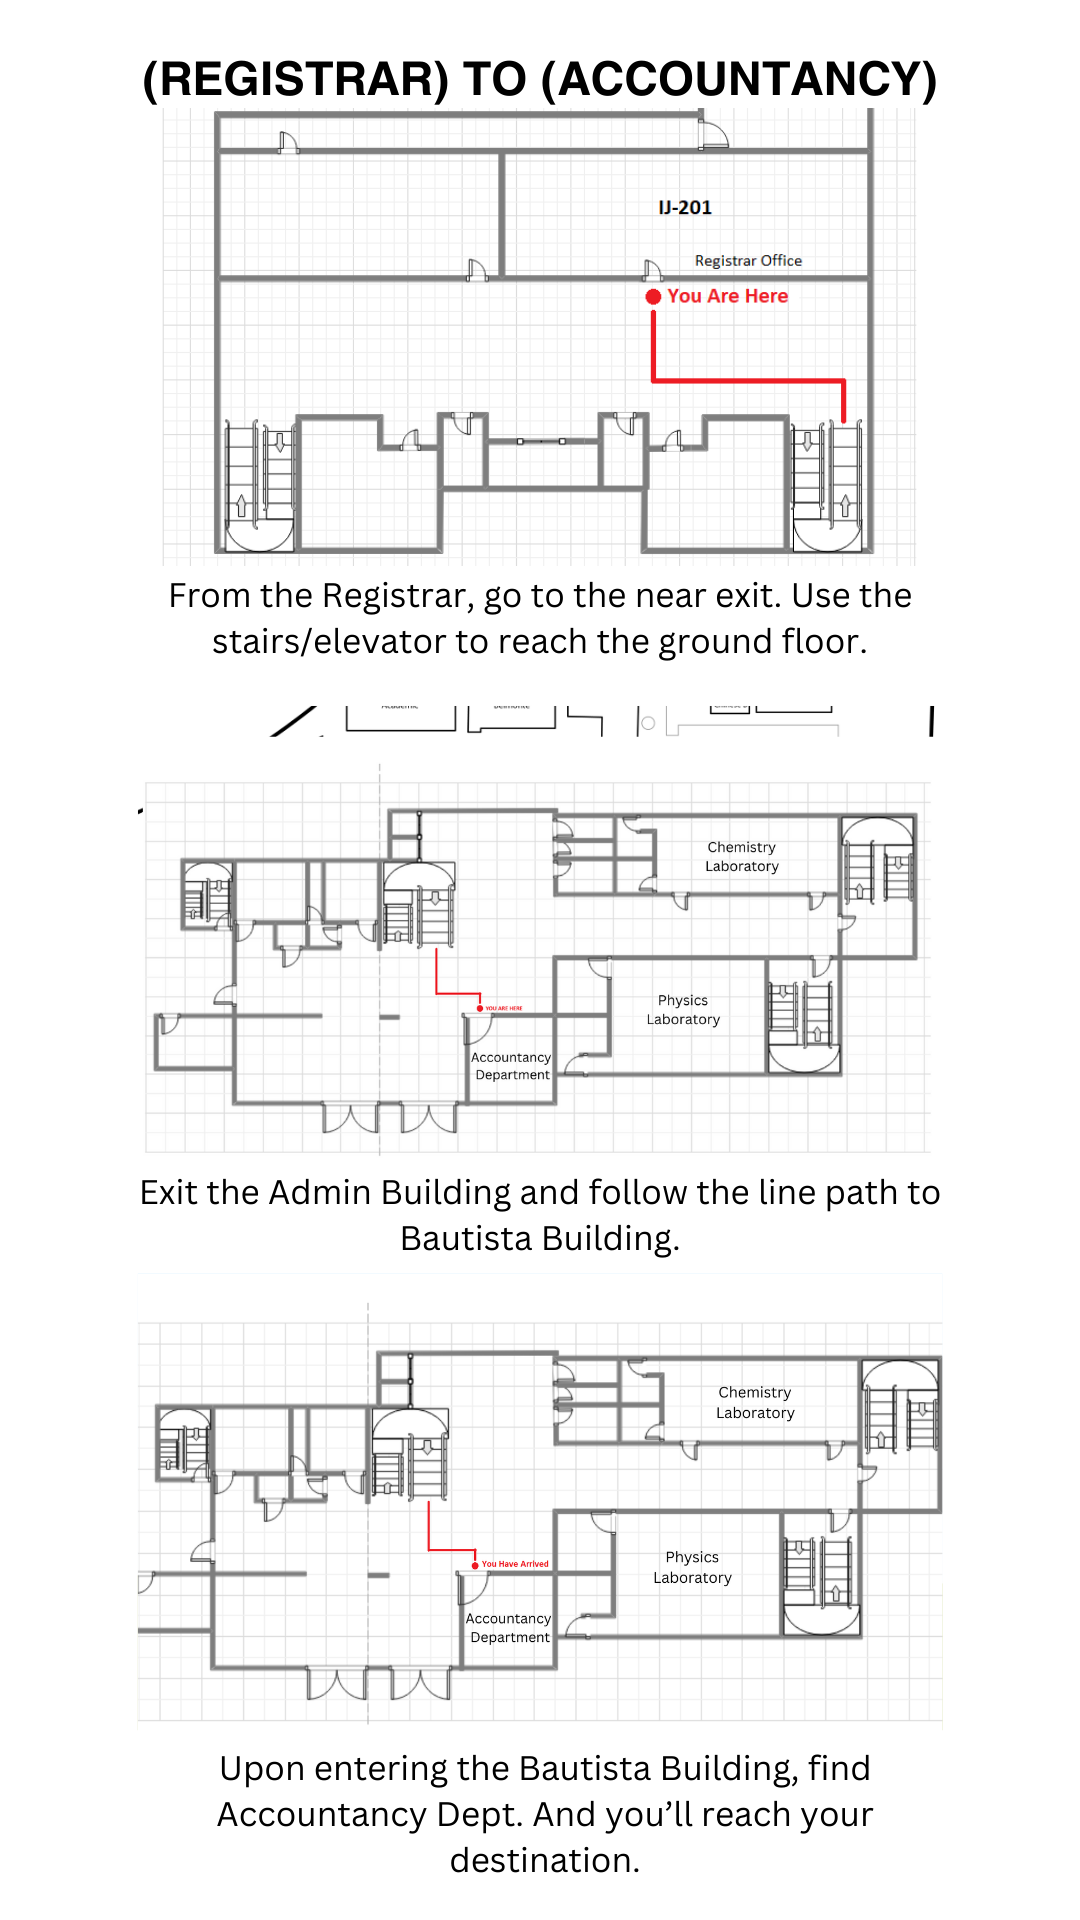 (REGISTRAR) TO (ACCOUNTANCY)
IJ-201
Registrar Office
You Are Here
From the Registrar, go to the near exit. Use the
stairs/elevator to reach the ground floor.
Academic
Belmonte
Chemistry
Laboratory
YOU ARE HERE
Physics
Laboratory
Accountancy
Department
Exit the Admin Building and follow the line path to
Bautista Building.
Chemistry
Laboratory
You Have Arrived
Physics
Laboratory
Accountancy
Department
Upon entering the Bautista Building, find
Accountancy Dept. And you’ll reach your
destination.